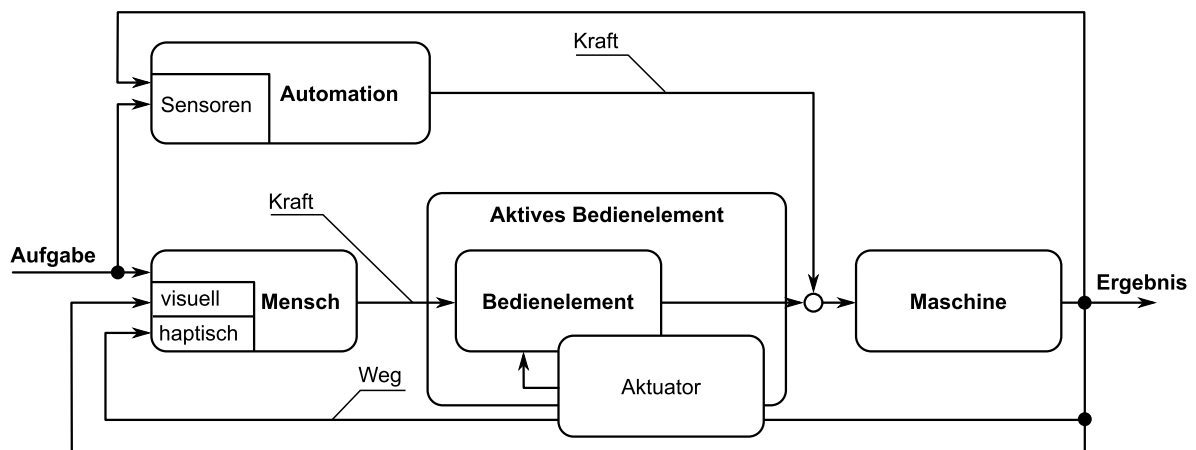 Kraft
Sensoren
Automation
Kraft
Aktives Bedienelement
Aufgabe
visuell
haptisch
Mensch
Bedienelement
Maschine
Ergebnis
Weg
Aktuator